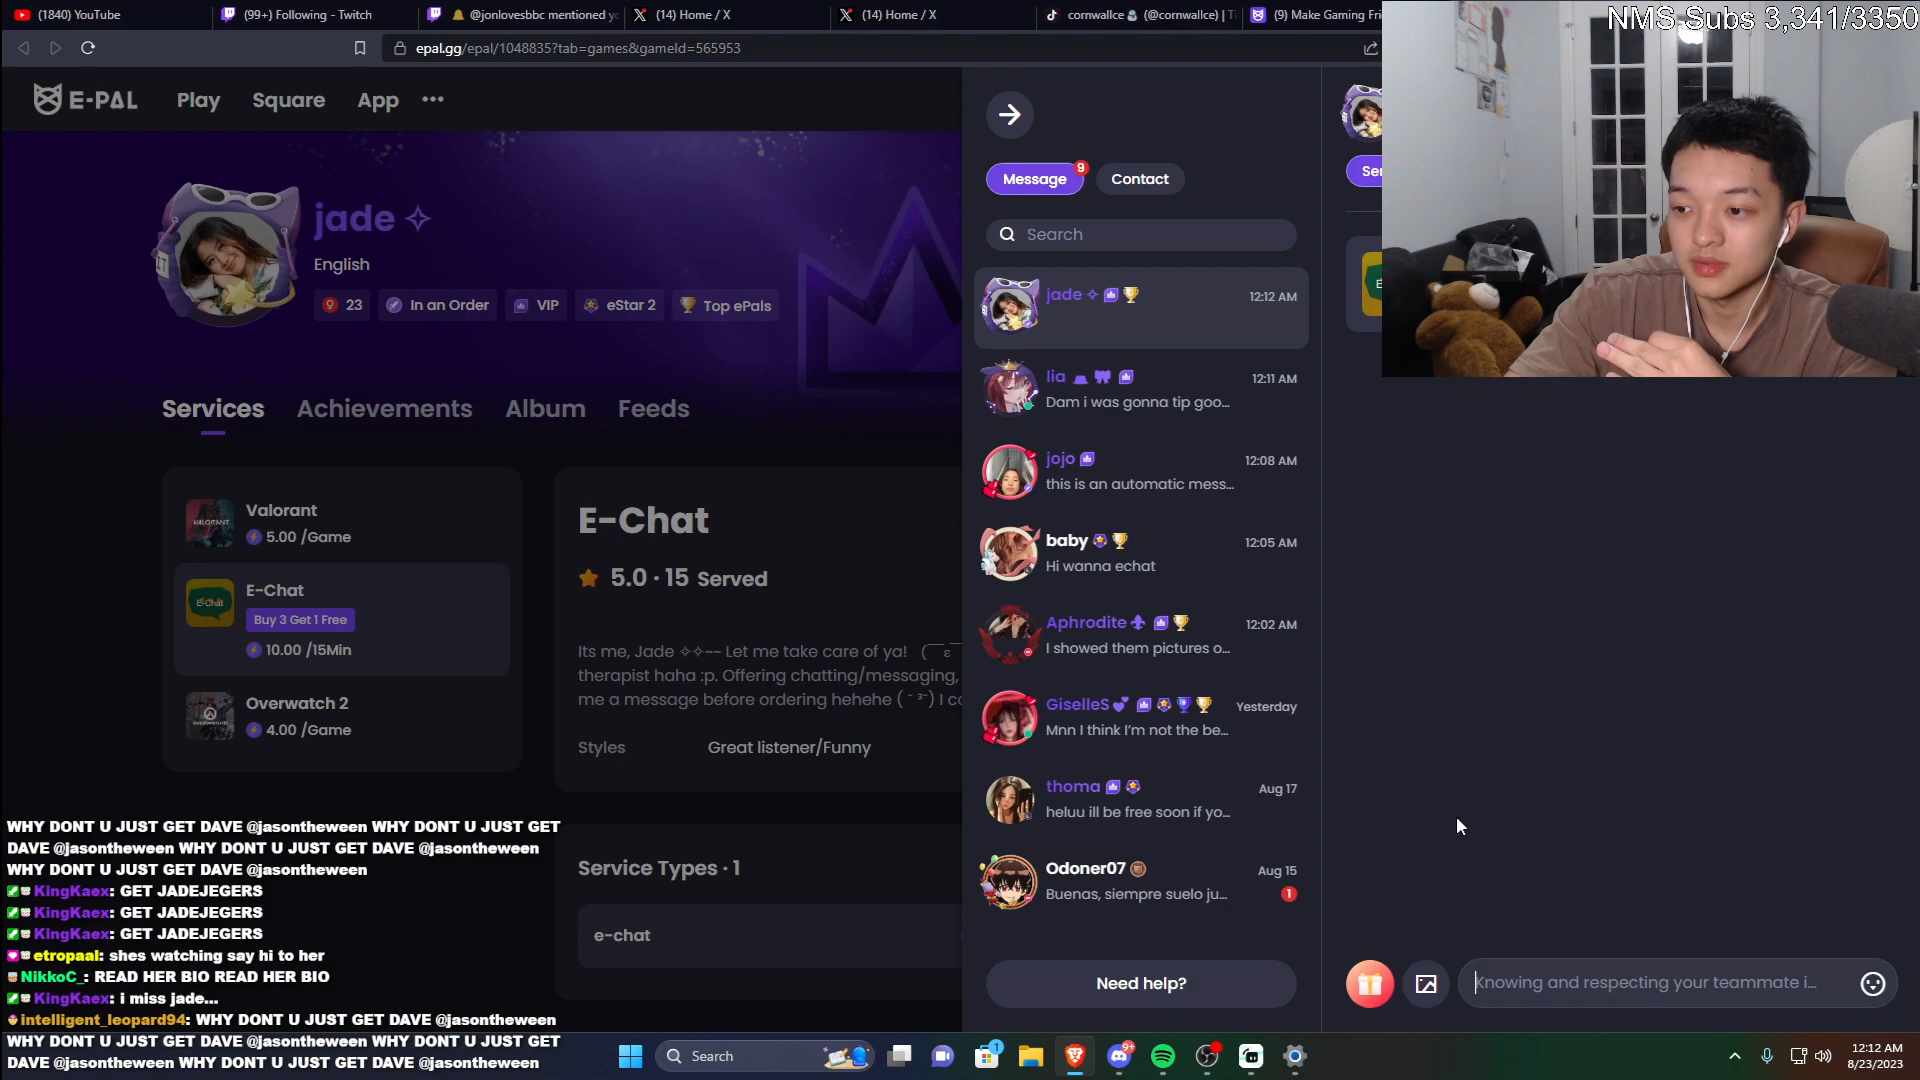 (1840) YouTube
(99+) Following - Twitch
@jonlovesbbc mentioned
(14) Home / X
(14) Home / X
cornwallce (@cornwallce) |
(9) Make Gaming
NMS Subs 3,341/3350
epal.gg/epal/1048835?tab=games&gameId=565953
E-PAL
Play
Square
App
•••
jade
English
23
In an Order
VIP
eStar 2
Top ePals
Services
Achievements
Album
Feeds
Valorant
VALORANT
5.00 /Game
E-Chat
E-Chat
Buy 3 Get 1 Free
10.00 /15Min
Overwatch 2
4.00 /Game
E-Chat
5.0 · 15 Served
Its me, Jade ✧✧~~ Let me take care of ya!
therapist haha :p. Offering chatting/messaging,
me a message before ordering hehehe
Styles
Great listener/Funny
Service Types · 1
e-chat
Message
9
Contact
Search
jade ✧
12:12 AM
lia
12:11 AM
Dam i was gonna tip goo...
jojo
12:08 AM
this is an automatic mess...
baby
12:05 AM
Hi wanna echat
Aphrodite
12:02 AM
I showed them pictures o...
GiselleS
Yesterday
Mnn I think I'm not the be...
thoma
Aug 17
heluu ill be free soon if yo...
Odoner07
Aug 15
Buenas, siempre suelo ju...
1
Need help?
Knowing and respecting your teammate i...
WHY DONT U JUST GET DAVE @jasontheween WHY DONT U JUST GET
DAVE @jasontheween WHY DONT U JUST GET DAVE @jasontheween
WHY DONT U JUST GET DAVE @jasontheween
KingKaex: GET JADEJEGERS
KingKaex: GET JADEJEGERS
KingKaex: GET JADEJEGERS
etropaal: shes watching say hi to her
NikkoC_: READ HER BIO READ HER BIO
KingKaex: i miss jade...
intelligent_leopard94: WHY DONT U JUST GET DAVE @jasontheween
WHY DONT U JUST GET DAVE @jasontheween WHY DONT U JUST GET
DAVE @jasontheween WHY DONT U JUST GET DAVE @jasontheween
Search
1
9+
12:12 AM
8/23/2023